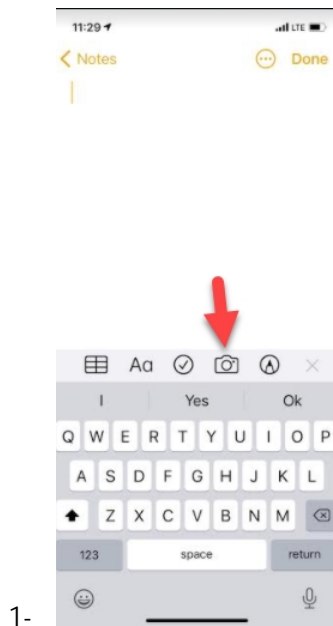 11:29 LTE
Notes Done
Aa
I Yes Ok
Q W E R T Y U I O P
A S D F G H J K L
Z X C V B N M
123 space return
1-